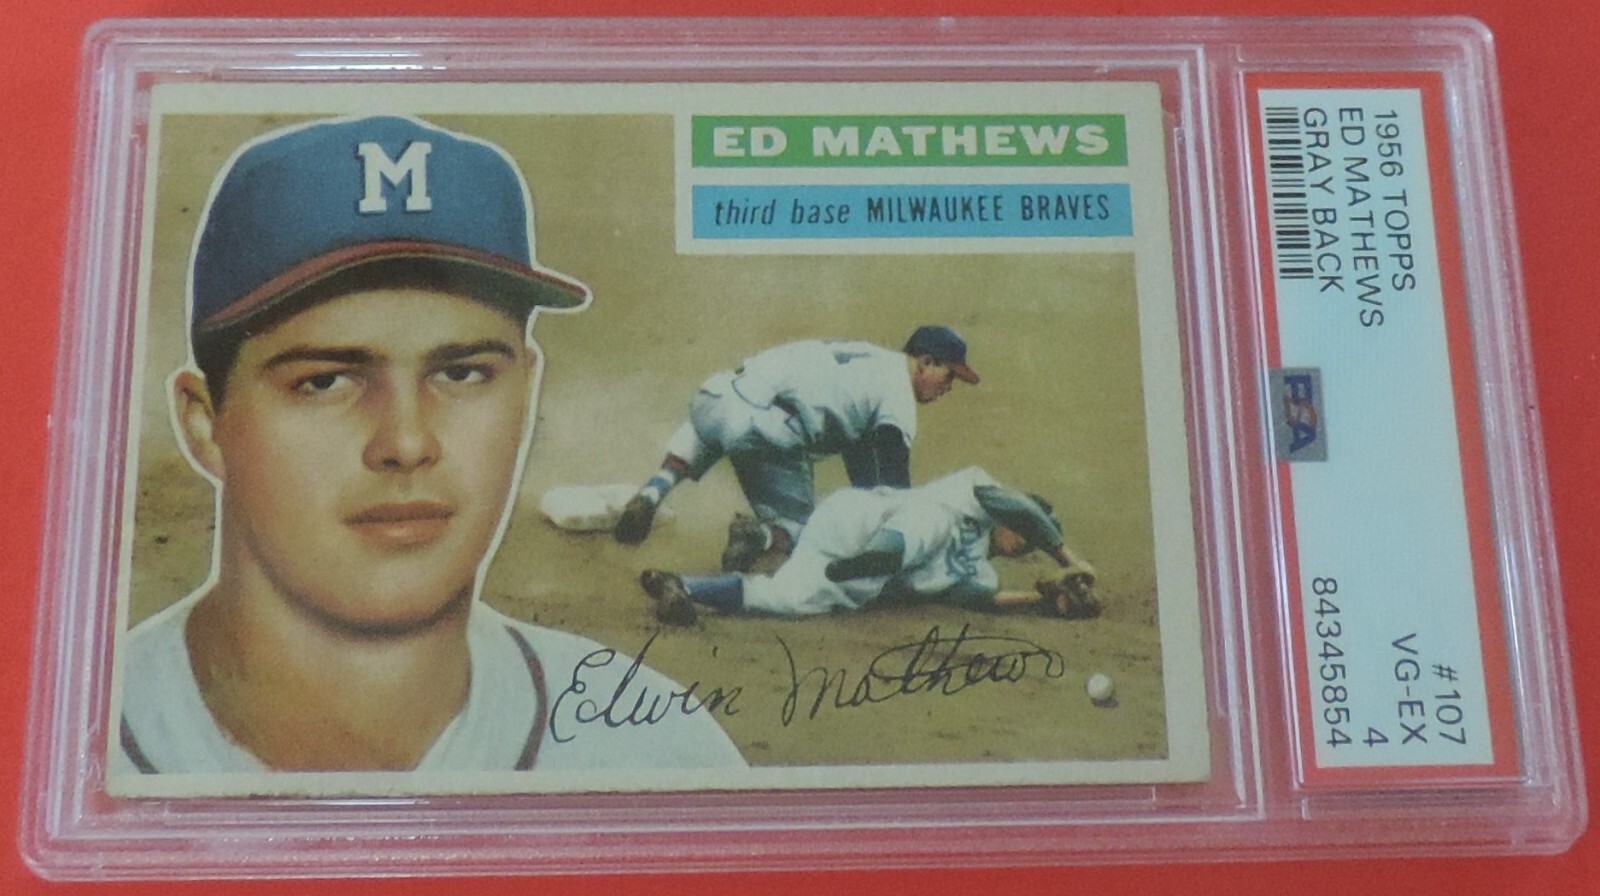 M
ED MATHEWS
third base MILWAUKEE BRAVES
Edwin Mathews
1956 TOPPS #107
ED MATHEWS VG-EX
GRAY BACK 4
PSA 84345854